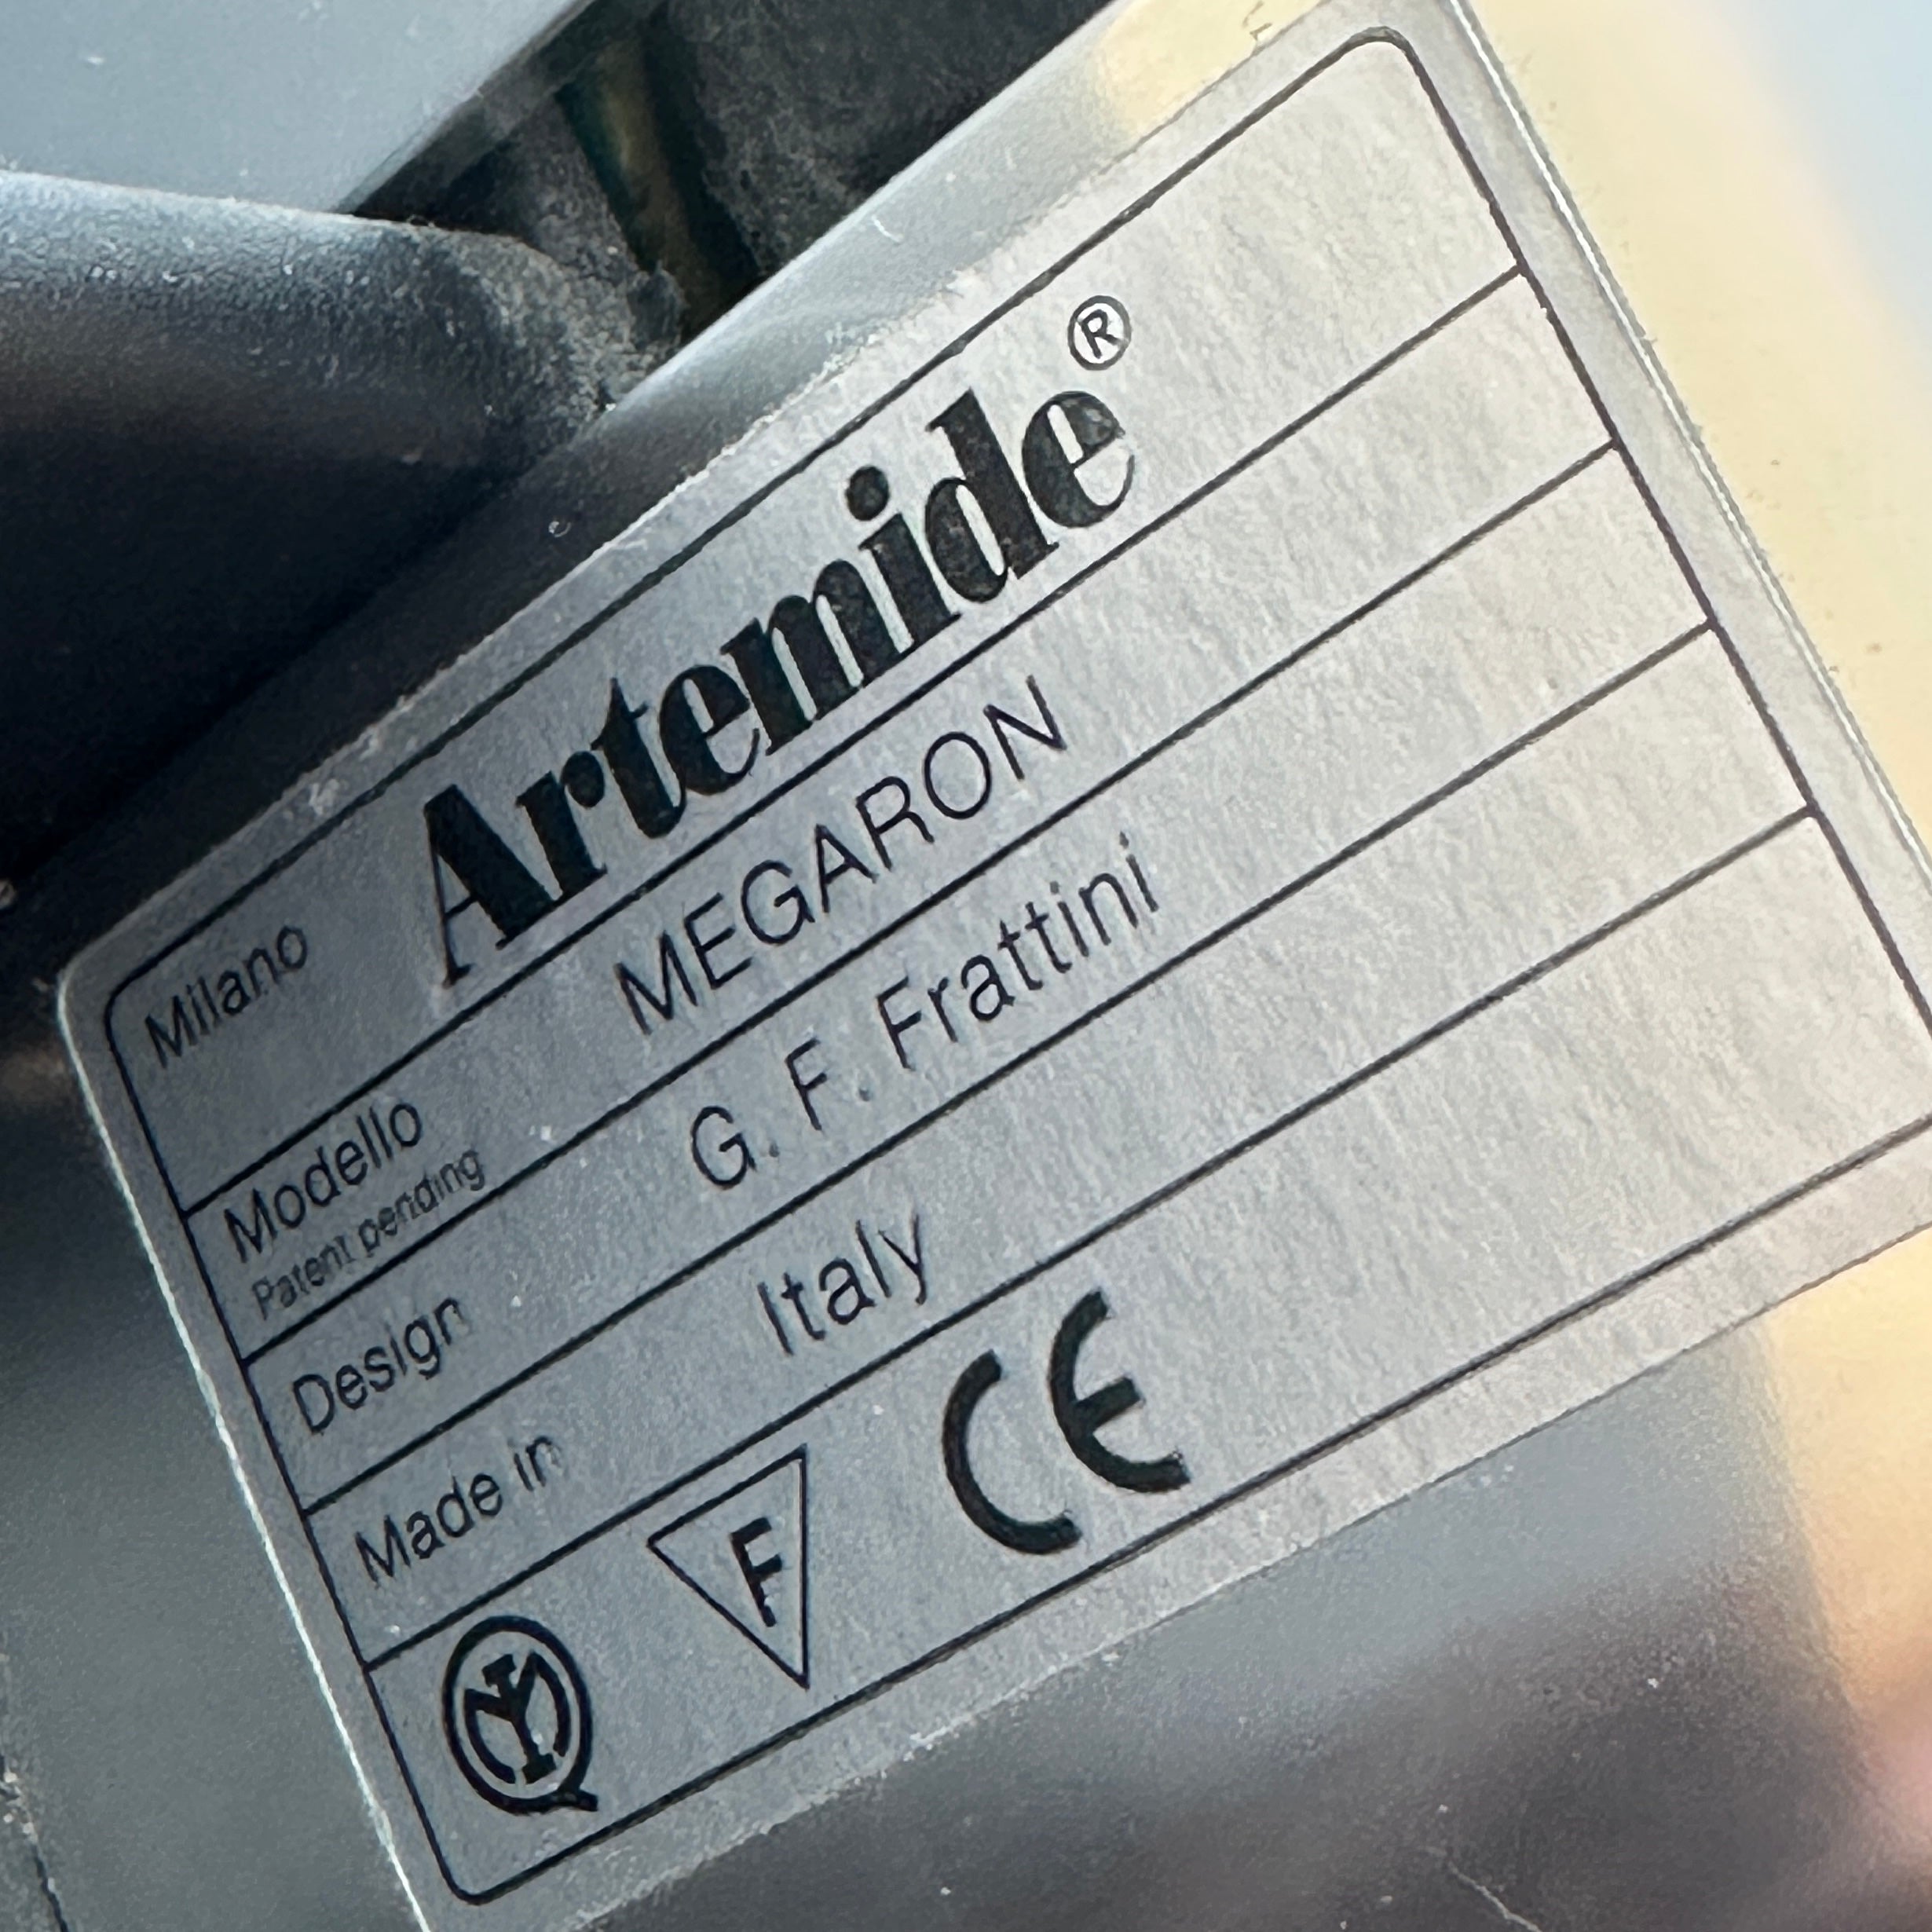 Milano Artemide®
Modello MEGARON
Patent pending
Design G. F. Frattini
Made in Italy
F CE